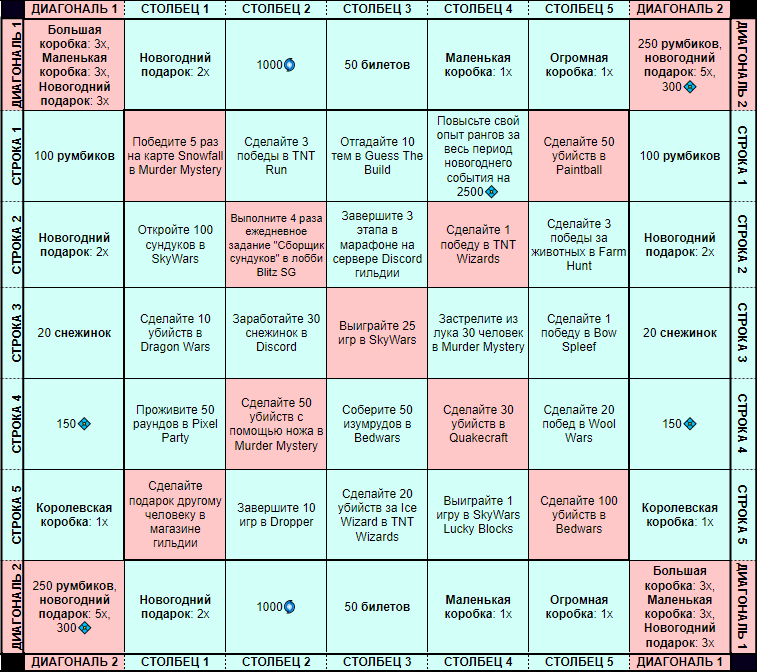 ДИАГОНАЛЬ 1 СТОЛБЕЦ 1 СТОЛБЕЦ 2 СТОЛБЕЦ 3 СТОЛБЕЦ 4 СТОЛБЕЦ 5 ДИАГОНАЛЬ 2
ДИАГОНАЛЬ 1
Большая
коробка: 3x,
Маленькая
коробка: 3x,
Новогодний
подарок: 3x
Новогодний
подарок: 2x
1000
50 билетов
Маленькая
коробка: 1x
Огромная
коробка: 1x
250 румбиков,
новогодний
подарок: 5x,
300
ДИАГОНАЛЬ 2
СТРОКА 1
100 румбиков
Победите 5 раз
на карте Snowfall
в Murder Mystery
Сделайте 3
победы в TNT
Run
Отгадайте 10
тем в Guess The
Build
Повысьте свой
опыт рангов за
весь период
новогоднего
события на
2500
Сделайте 50
убийств в
Paintball
100 румбиков
СТРОКА 1
СТРОКА 2
Новогодний
подарок: 2x
Откройте 100
сундуков в
SkyWars
Выполните 4 раза
ежедневное
задание "Сборщик
сундуков" в лобби
Blitz SG
Завершите 3
этапа в
марафоне на
сервере Discord
гильдии
Сделайте 1
победу в TNT
Wizards
Сделайте 3
победы за
животных в Farm
Hunt
Новогодний
подарок: 2x
СТРОКА 2
СТРОКА 3
20 снежинок
Сделайте 10
убийств в
Dragon Wars
Заработайте 30
снежинок в
Discord
Выиграйте 25
игр в SkyWars
Застрелите из
лука 30 человек
в Murder Mystery
Сделайте 1
победу в Bow
Spleef
20 снежинок
СТРОКА 3
СТРОКА 4
150
Проживите 50
раундов в Pixel
Party
Сделайте 50
убийств с
помощью ножа в
Murder Mystery
Соберите 50
изумрудов в
Bedwars
Сделайте 30
убийств в
Quakecraft
Сделайте 20
побед в Wool
Wars
150
СТРОКА 4
СТРОКА 5
Королевская
коробка: 1x
Сделайте
подарок другому
человеку в
магазине
гильдии
Завершите 10
игр в Dropper
Сделайте 20
убийств за Ice
Wizard в TNT
Wizards
Выиграйте 1
игру в SkyWars
Lucky Blocks
Сделайте 100
убийств в
Bedwars
Королевская
коробка: 1x
СТРОКА 5
ДИАГОНАЛЬ 2
250 румбиков,
новогодний
подарок: 5x,
300
Новогодний
подарок: 2x
1000
50 билетов
Маленькая
коробка: 1x
Огромная
коробка: 1x
Большая
коробка: 3x,
Маленькая
коробка: 3x,
Новогодний
подарок: 3x
ДИАГОНАЛЬ 1
ДИАГОНАЛЬ 2 СТОЛБЕЦ 1 СТОЛБЕЦ 2 СТОЛБЕЦ 3 СТОЛБЕЦ 4 СТОЛБЕЦ 5 ДИАГОНАЛЬ 1